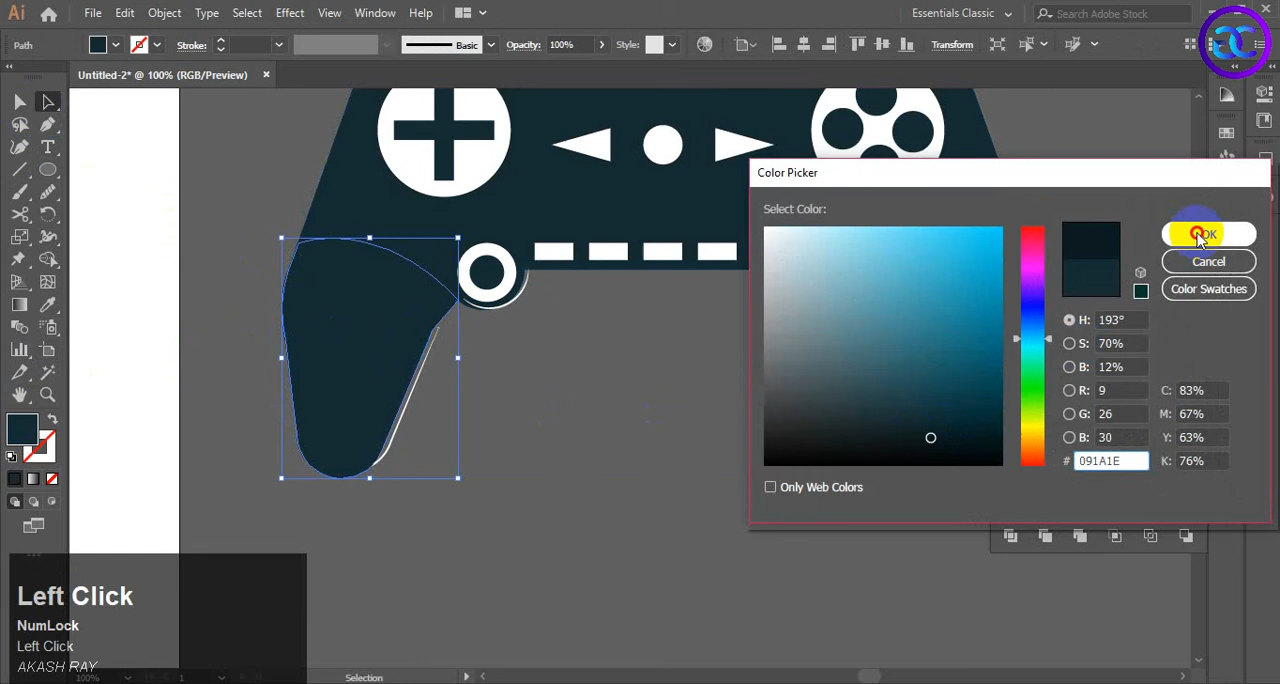 Ai File Edit Object Type Select Effect View Window Help Essentials Classic Search Adobe Stock
Path Stroke: Basic Opacity: 100% Style: Transform
Untitled-2* @ 100% (RGB/Preview) ×
Color Picker
Select Color:
OK
Cancel
Color Swatches
H: 193°
S: 70%
B: 12%
R: 9 C: 83%
G: 26 M: 67%
B: 30 Y: 63%
# 091A1E K: 76%
Only Web Colors
Left Click
NumLock
Left Click
AKASH RAY
100% 1 Selection